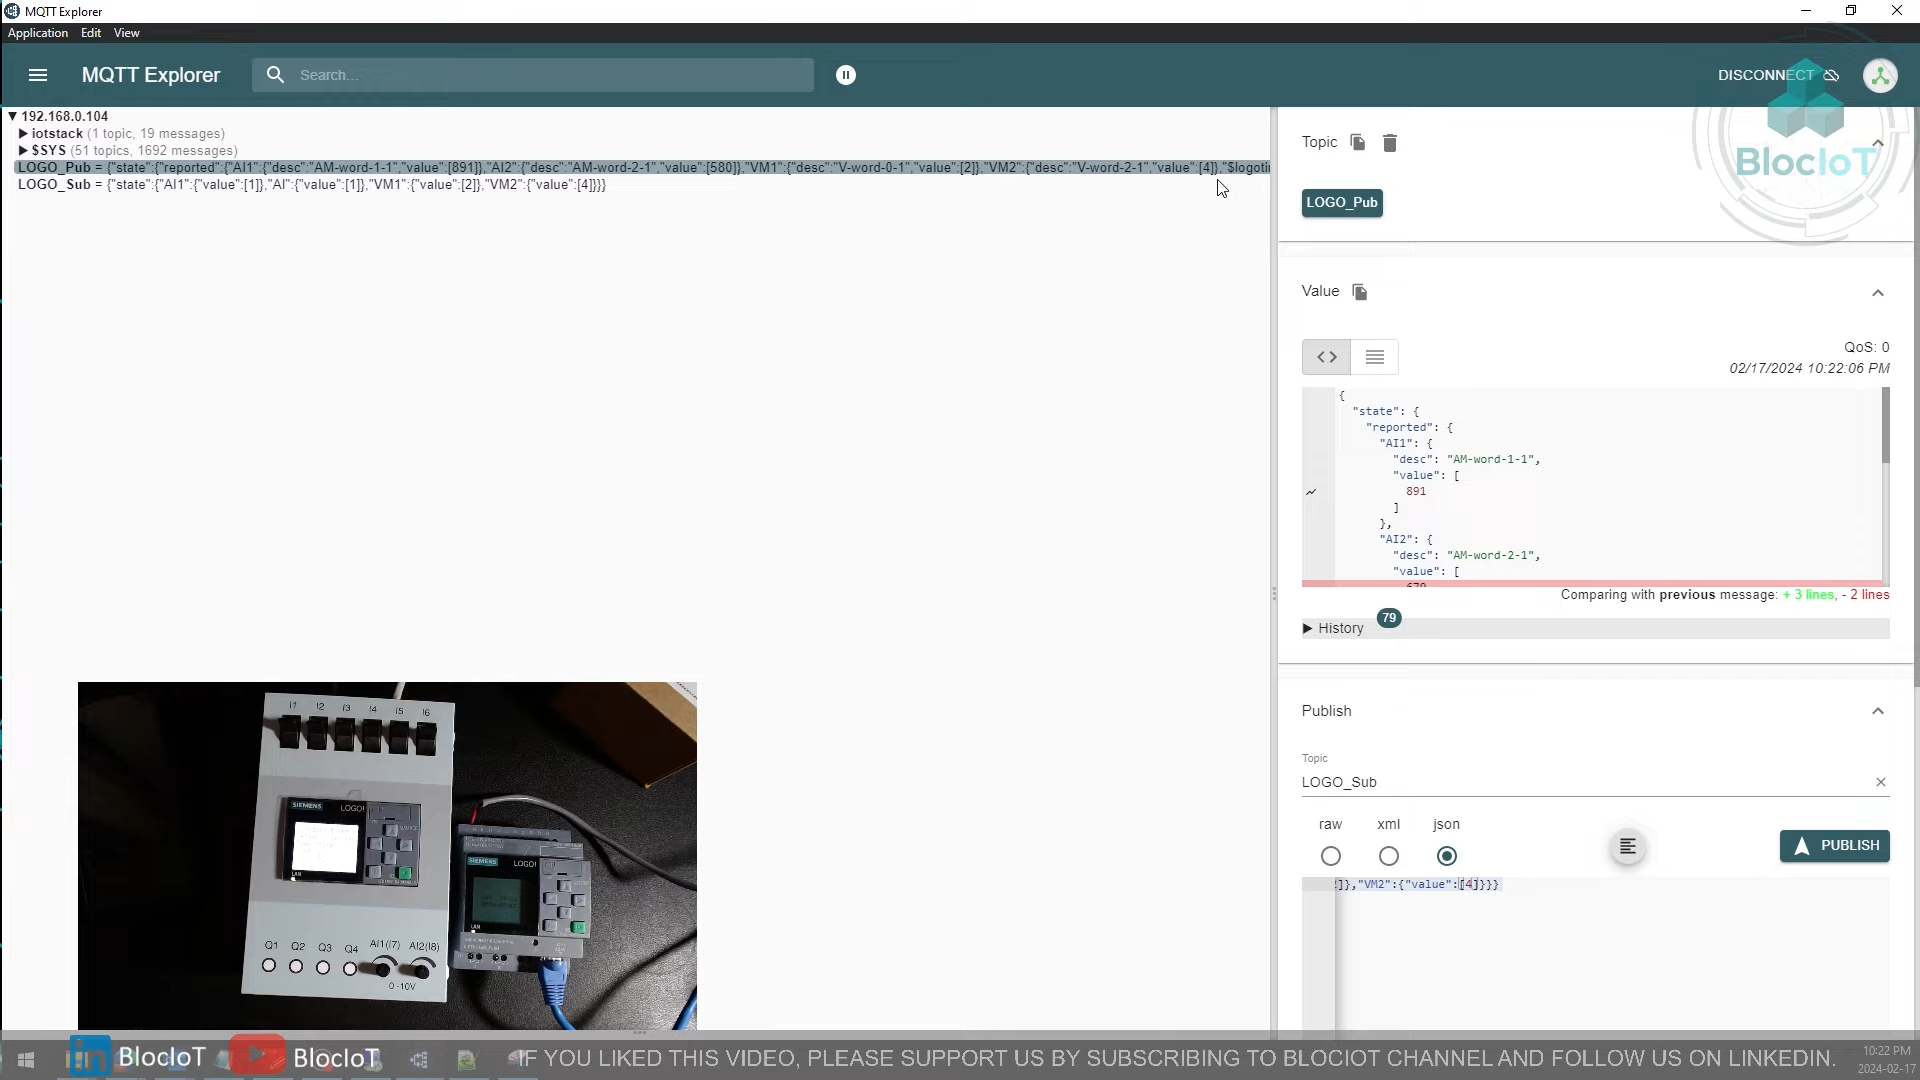 MQTT Explorer
Application Edit View
MQTT Explorer Search... DISCONNECT
192.168.0.104
iotstack (1 topic, 19 messages)
$SYS (51 topics, 1692 messages)
LOGO_Pub = {"state":{"reported":{"AI1":{"desc":"AM-word-1-1","value":[891]},"AI2":{"desc":"AM-word-2-1","value":[580]},"VM1":{"desc":"V-word-0-1","value":[2]},"VM2":{"desc":"V-word-2-1","value":[4]},"$logotin
LOGO_Sub = {"state":{"AI1":{"value":[1]},"AI":{"value":[1]},"VM1":{"value":[2]},"VM2":{"value":[4]}}}
Topic
BlocIoT
LOGO_Pub
Value
QoS: 0
02/17/2024 10:22:06 PM
{
"state": {
"reported": {
"AI1": {
"desc": "AM-word-1-1",
"value": [
891
]
},
"AI2": {
"desc": "AM-word-2-1",
"value": [
Comparing with previous message: + 3 lines, - 2 lines
History 79
Publish
Topic
LOGO_Sub
raw xml json
PUBLISH
]},"VM2":{"value":[4]}}}
I1 I2 I3 I4 I5 I6
SIEMENS LOGO!
LAN
SIEMENS LOGO!
LAN
Q1 Q2 Q3 Q4 AI1(I7) AI2(I8)
0 -10V
in BlocIoT BlocIoT IF YOU LIKED THIS VIDEO, PLEASE SUPPORT US BY SUBSCRIBING TO BLOCIOT CHANNEL AND FOLLOW US ON LINKEDIN.
10:22 PM
2024-02-17